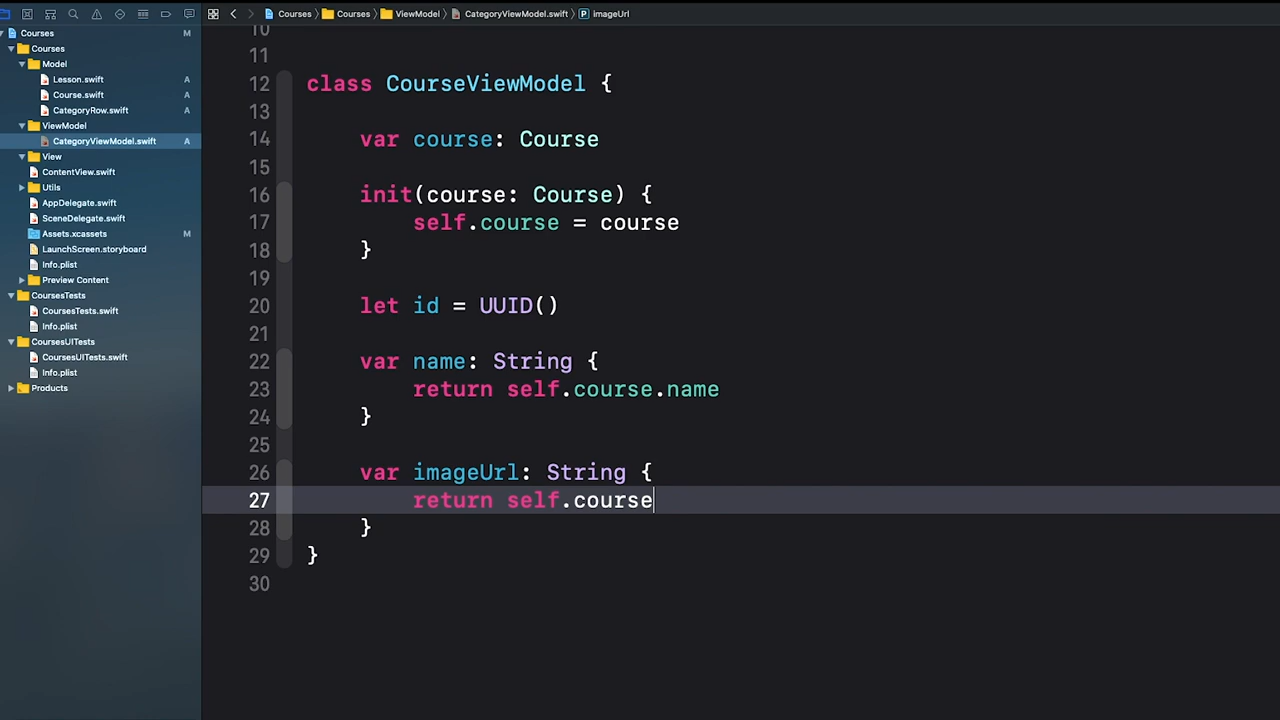 Courses
Courses
ViewModel
CategoryViewModel.swift
P
imageUrl
Courses M
Courses
Model
Lesson.swift A
Course.swift A
CategoryRow.swift A
ViewModel
CategoryViewModel.swift A
View
ContentView.swift
Utils
AppDelegate.swift
SceneDelegate.swift
Assets.xcassets M
LaunchScreen.storyboard
Info.plist
Preview Content
CoursesTests
CoursesTests.swift
Info.plist
CoursesUITests
CoursesUITests.swift
Info.plist
Products
10
11
12 class CourseViewModel {
13
14 var course: Course
15
16 init(course: Course) {
17 self.course = course
18 }
19
20 let id = UUID()
21
22 var name: String {
23 return self.course.name
24 }
25
26 var imageUrl: String {
27 return self.course
28 }
29 }
30